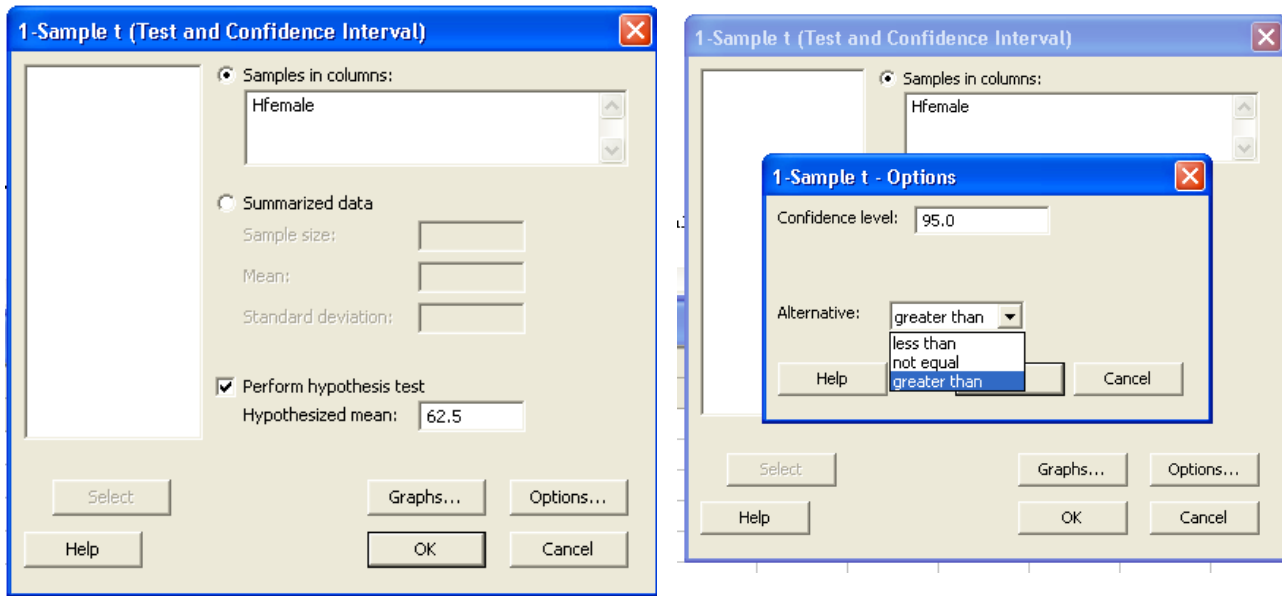 1-Sample t (Test and Confidence Interval)
Samples in columns:
Hfemale
Summarized data
Sample size:
Mean:
Standard deviation:
Perform hypothesis test
Hypothesized mean: 62.5
Select
Graphs...
Options...
Help
OK
Cancel
1-Sample t (Test and Confidence Interval)
Samples in columns:
Hfemale
1-Sample t - Options
Confidence level: 95.0
Alternative: greater than
less than
not equal
greater than
Help
Cancel
Select
Graphs...
Options...
Help
OK
Cancel